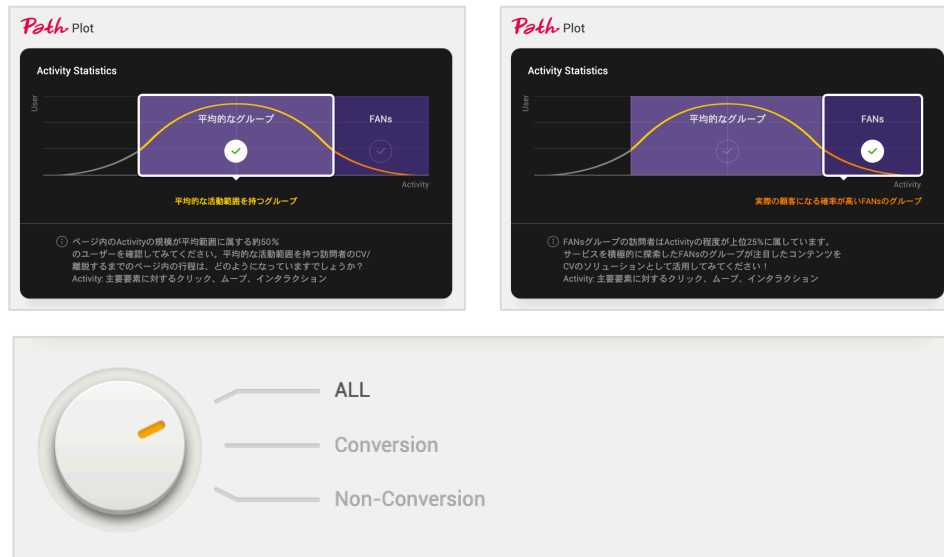 Path Plot
Activity Statistics
User
平均的なグループ
FANs
Activity
平均的な活動範囲を持つグループ
ページ内のActivityの規模が平均範囲に属する約50%
のユーザーを確認してみてください。平均的な活動範囲を持つ訪問者のCV/
離脱するまでのページ内の行程は、どのようになっていますでしょうか？
Activity: 主要要素に対するクリック、ムーブ、インタラクション
Path Plot
Activity Statistics
User
平均的なグループ
FANs
Activity
実際の顧客になる確率が高いFANsのグループ
FANsグループの訪問者はActivityの程度が上位25%に属しています。
サービスを積極的に探索したFANsのグループが注目したコンテンツを
CVのソリューションとして活用してみてください！
Activity: 主要要素に対するクリック、ムーブ、インタラクション
ALL
Conversion
Non-Conversion